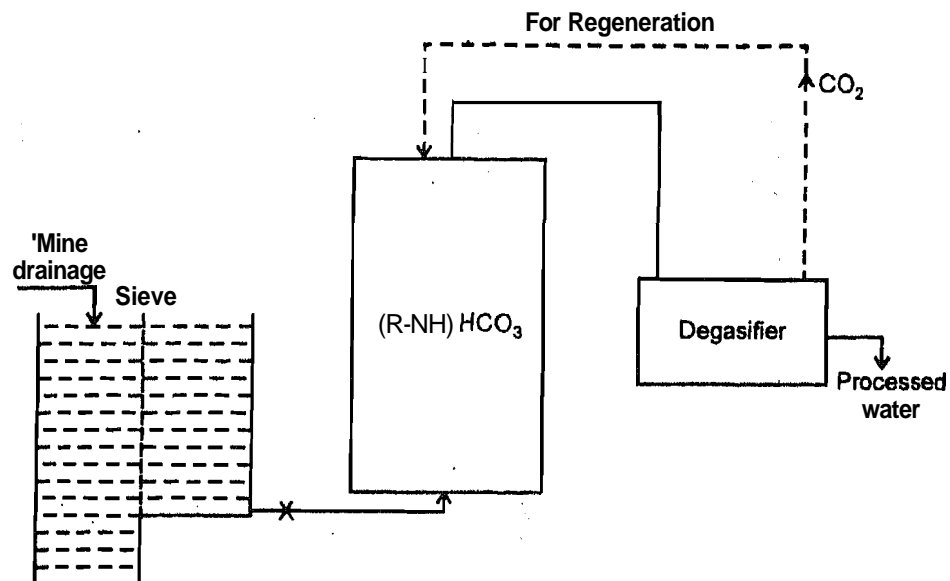 For Regeneration
CO₂
'Mine
drainage
Sieve
(R-NH) HCO₃
Degasifier
Processed
water